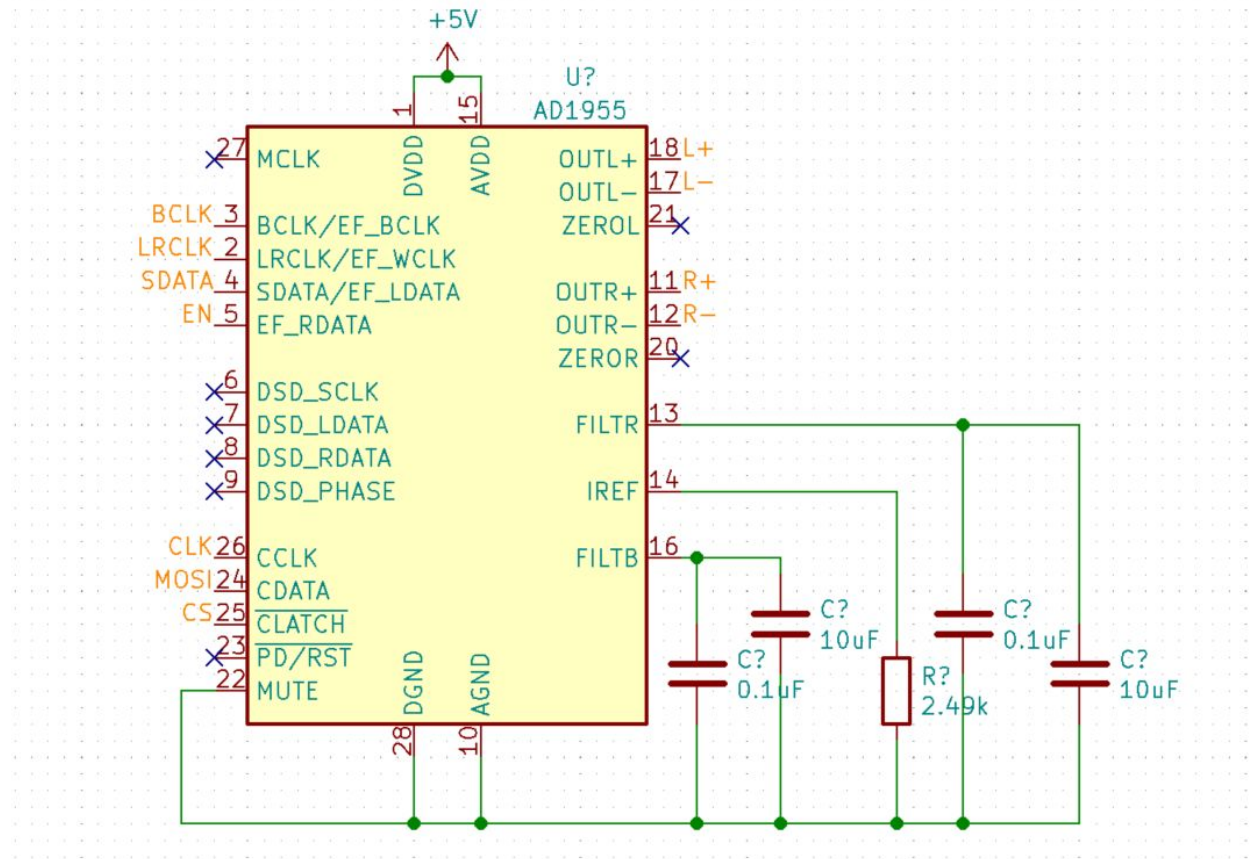 +5V
U?
AD1955
1
15
27
MCLK
DVDD
AVDD
OUTL+
18
L+
OUTL-
17
L-
BCLK
3
BCLK/EF_BCLK
ZEROL
21
LRCLK
2
LRCLK/EF_WCLK
SDATA
4
SDATA/EF_LDATA
OUTR+
11
R+
EN
5
EF_RDATA
OUTR-
12
R-
ZEROR
20
6
DSD_SCLK
7
DSD_LDATA
FILTR
13
8
DSD_RDATA
9
DSD_PHASE
IREF
14
CLK
26
CCLK
FILTB
16
MOSI
24
CDATA
CS
25
CLATCH
23
PD/RST
22
MUTE
DGND
AGND
28
10
C?
10uF
C?
0.1uF
C?
0.1uF
R?
2.49k
C?
10uF